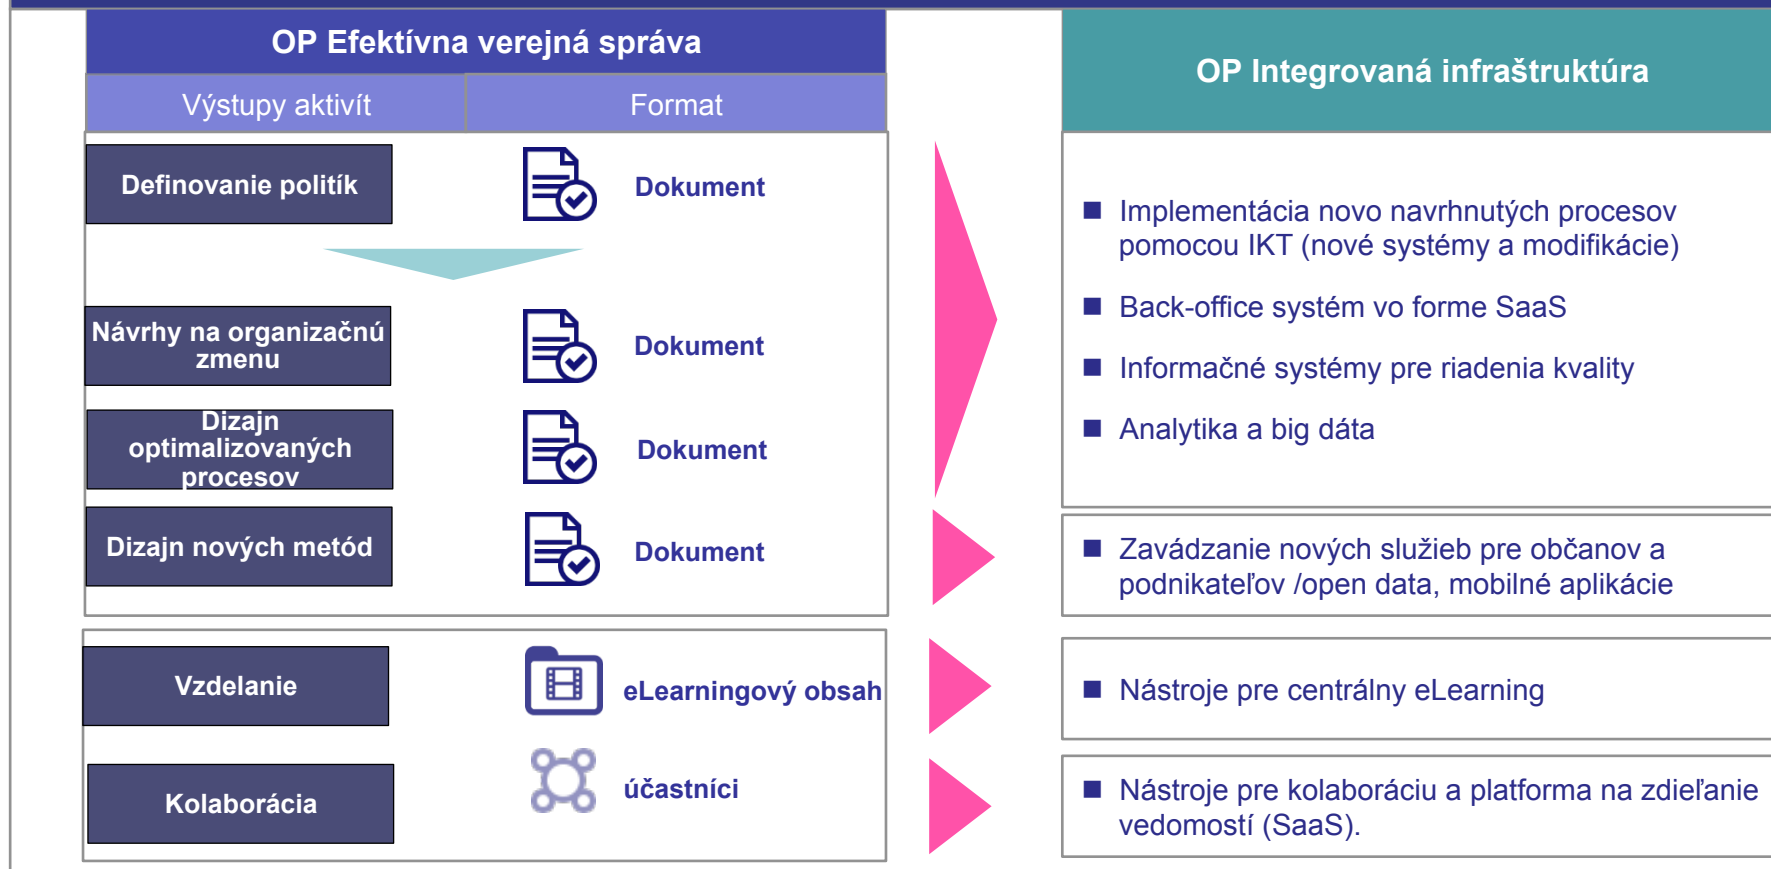 OP Efektívna verejná správa
Výstupy aktivít
Format
Definovanie politík
Dokument
Návrhy na organizačnú
zmenu
Dokument
Dizajn
optimalizovaných
procesov
Dokument
Dizajn nových metód
Dokument
Vzdelanie
eLearningový obsah
Kolaborácia
účastníci
OP Integrovaná infraštruktúra
Implementácia novo navrhnutých procesov
pomocou IKT (nové systémy a modifikácie)
Back-office systém vo forme SaaS
Informačné systémy pre riadenia kvality
Analytika a big dáta
Zavádzanie nových služieb pre občanov a
podnikateľov /open data, mobilné aplikácie
Nástroje pre centrálny eLearning
Nástroje pre kolaboráciu a platforma na zdieľanie
vedomostí (SaaS).